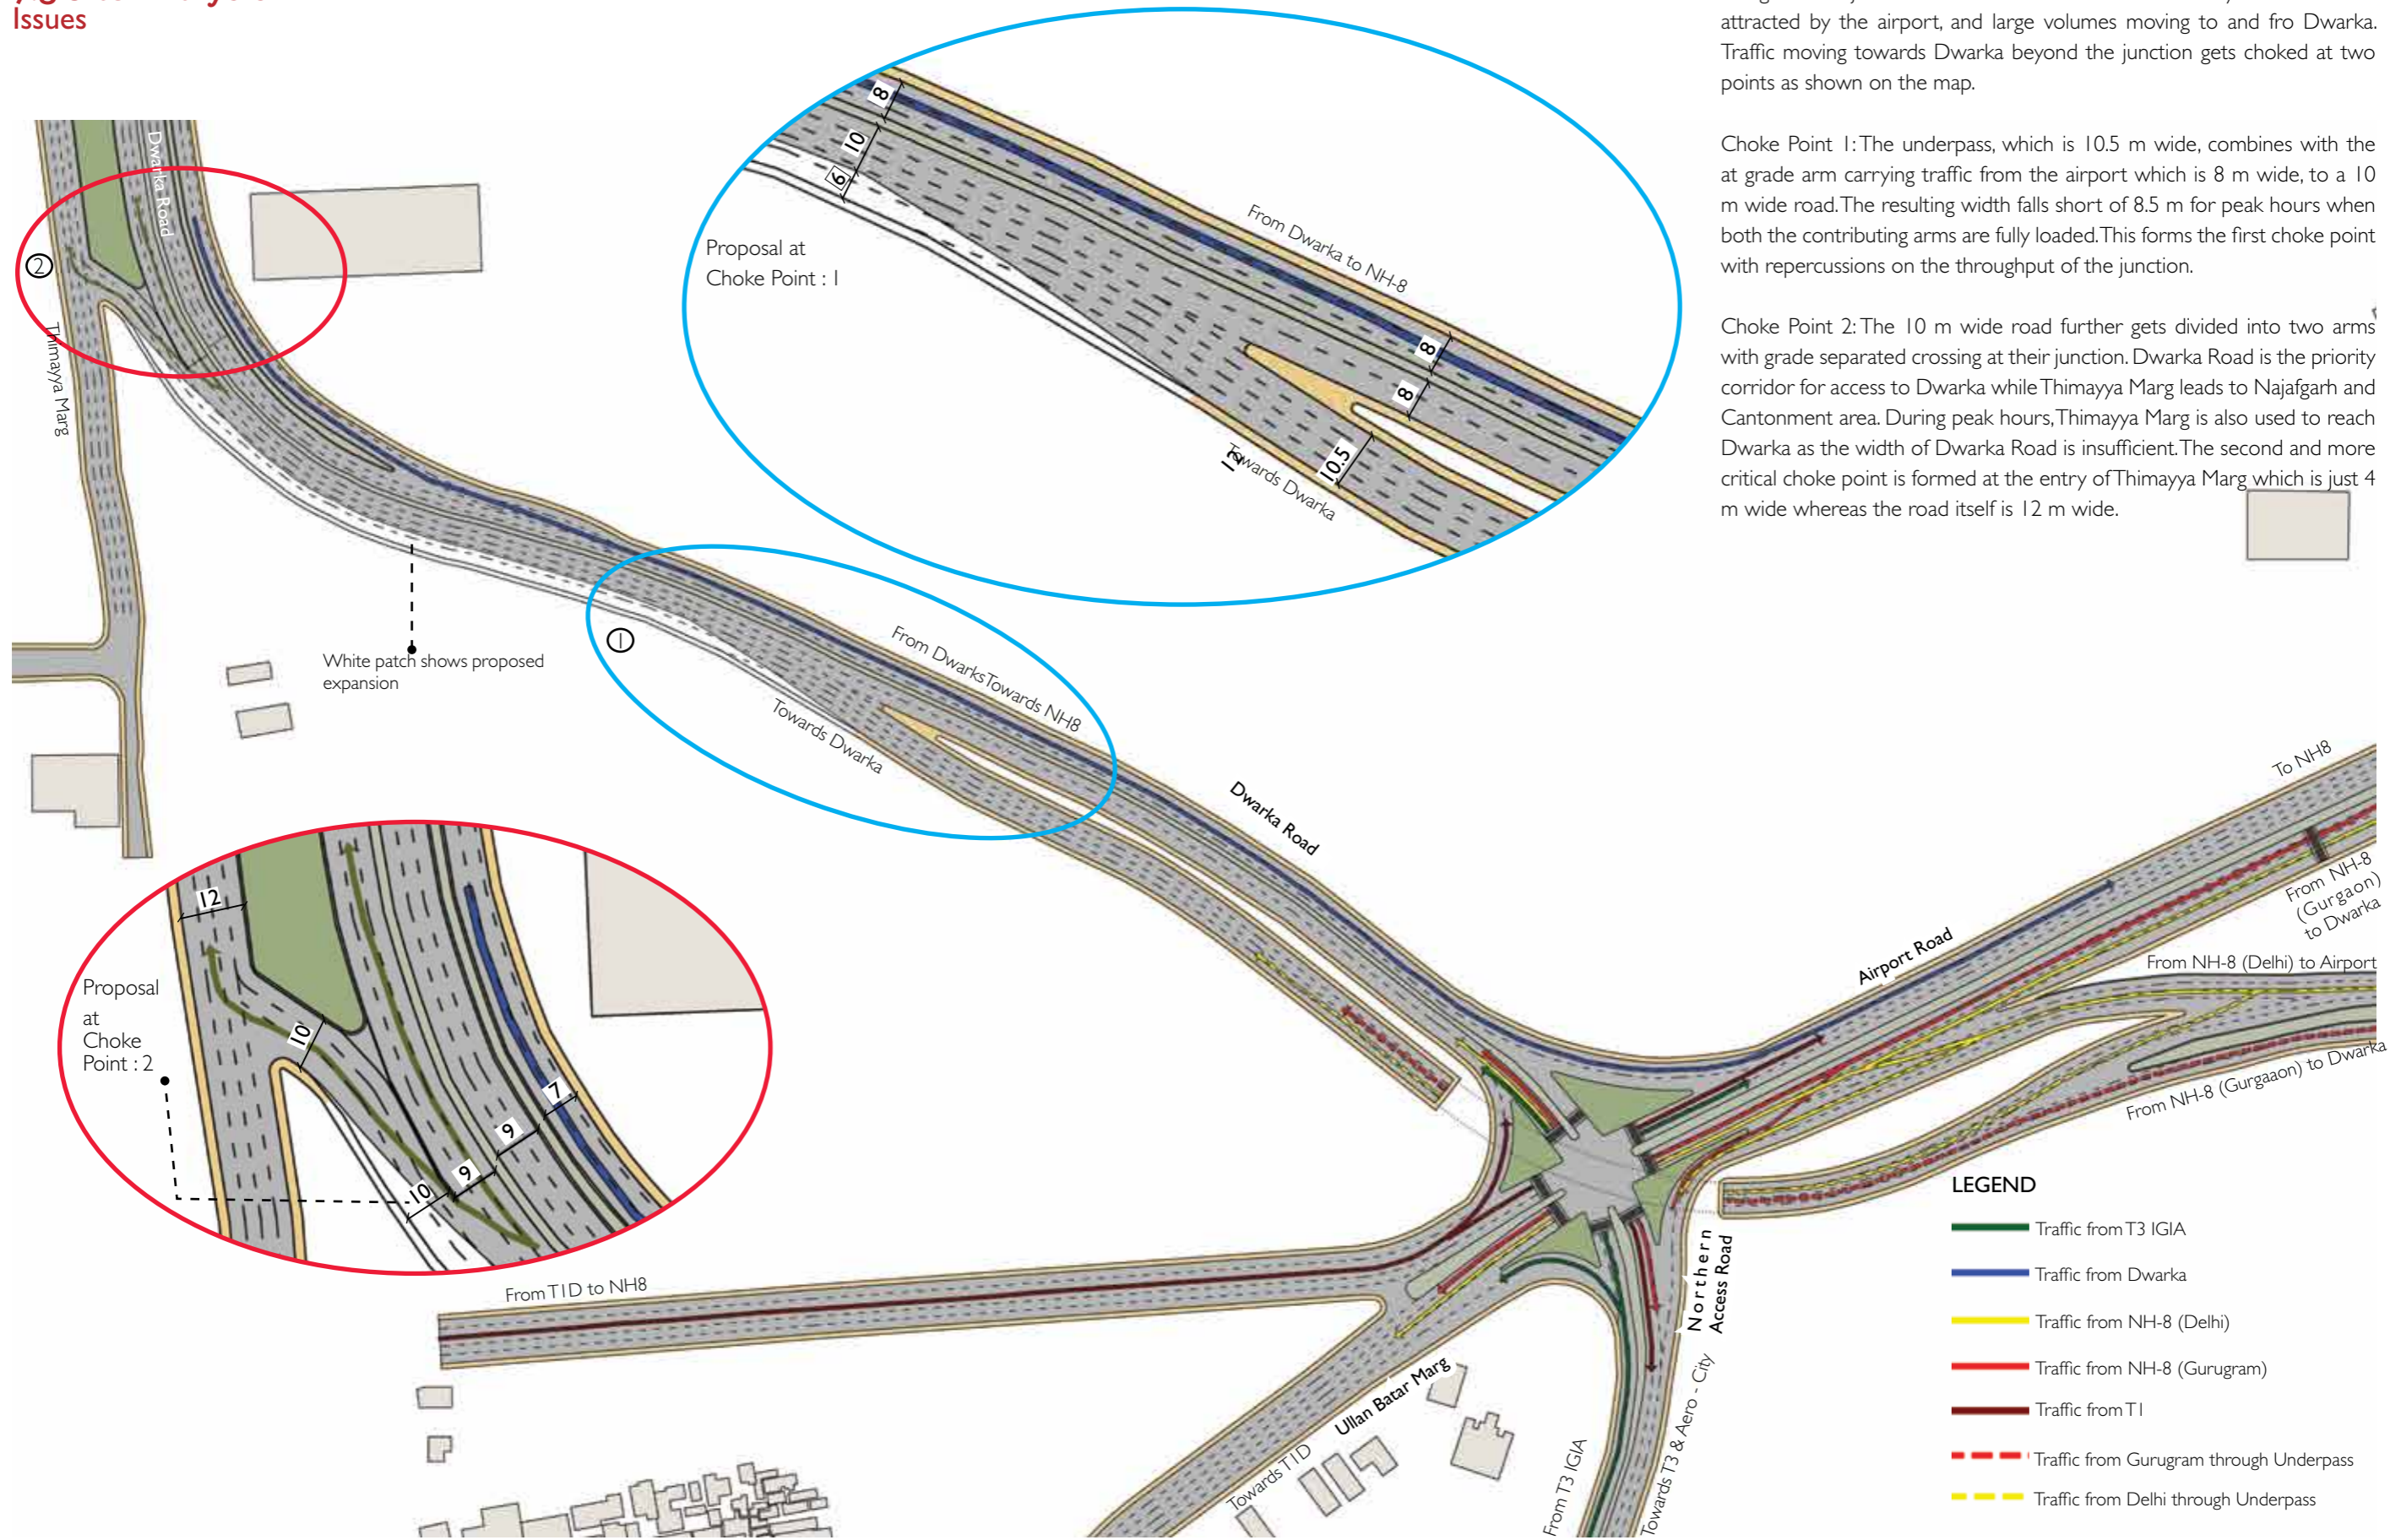 Issues
attracted by the airport, and large volumes moving to and fro Dwarka.
Traffic moving towards Dwarka beyond the junction gets choked at two
points as shown on the map.
Choke Point 1: The underpass, which is 10.5 m wide, combines with the
at grade arm carrying traffic from the airport which is 8 m wide, to a 10
m wide road. The resulting width falls short of 8.5 m for peak hours when
both the contributing arms are fully loaded. This forms the first choke point
with repercussions on the throughput of the junction.
Choke Point 2: The 10 m wide road further gets divided into two arms
with grade separated crossing at their junction. Dwarka Road is the priority
corridor for access to Dwarka while Thimayya Marg leads to Najafgarh and
Cantonment area. During peak hours, Thimayya Marg is also used to reach
Dwarka as the width of Dwarka Road is insufficient. The second and more
critical choke point is formed at the entry of Thimayya Marg which is just 4
m wide whereas the road itself is 12 m wide.
Dwarka Road
2
Thimayya Marg
8
10
6
Proposal at
Choke Point : 1
From Dwarka to NH-8
8
8
10.5
12
Towards Dwarka
White patch shows proposed
expansion
1
From DwarksTowards NH8
Towards Dwarka
Dwarka Road
12
Proposal
at
Choke
Point : 2
10
7
9
9
10
To NH8
From NH-8
(Gurgaon)
to Dwarka
Airport Road
From NH-8 (Delhi) to Airport
From NH-8 (Gurgaaon) to Dwarka
From T1D to NH8
Northern
Access Road
Ullan Batar Marg
Towards T1D
From T3 IGIA
Towards T3 & Aero - City
LEGEND
Traffic from T3 IGIA
Traffic from Dwarka
Traffic from NH-8 (Delhi)
Traffic from NH-8 (Gurugram)
Traffic from T1
Traffic from Gurugram through Underpass
Traffic from Delhi through Underpass